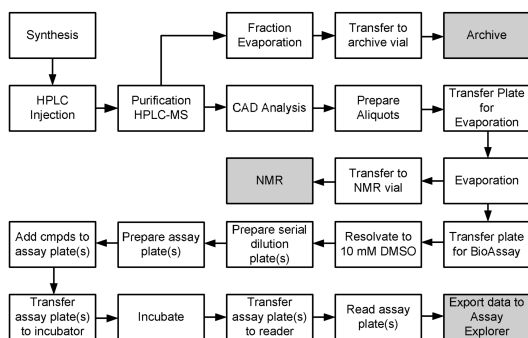 Synthesis
Fraction
Evaporation
Transfer to
archive vial
Archive
HPLC
Injection
Purification
HPLC-MS
CAD Analysis
Prepare
Aliquots
Transfer Plate
for
Evaporation
NMR
Transfer to
NMR vial
Evaporation
Add cmpds to
assay plate(s)
Prepare assay
plate(s)
Prepare serial
dilution
plate(s)
Resolvate to
10 mM DMSO
Transfer plate
for BioAssay
Transfer
assay plate(s)
to incubator
Incubate
Transfer
assay plate(s)
to reader
Read assay
plate(s)
Export data to
Assay
Explorer